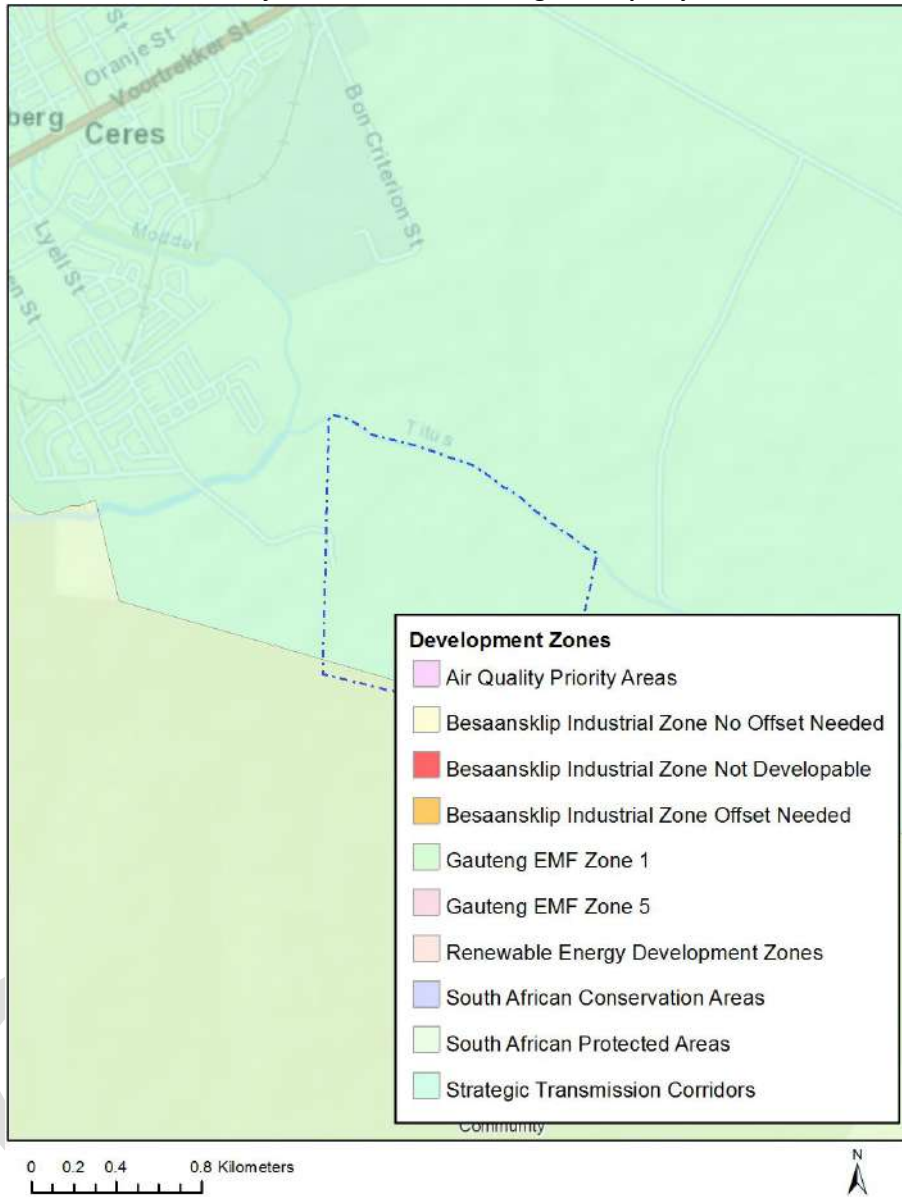 St
Oranje St
Voortrekker St
berg
Ceres
Bon Criterion St
Modder
Lyell St
en St
Titus
Development Zones
Air Quality Priority Areas
Besaansklip Industrial Zone No Offset Needed
Besaansklip Industrial Zone Not Developable
Besaansklip Industrial Zone Offset Needed
Gauteng EMF Zone 1
Gauteng EMF Zone 5
Renewable Energy Development Zones
South African Conservation Areas
South African Protected Areas
Strategic Transmission Corridors
Community
0 0.2 0.4 0.8 Kilometers
N